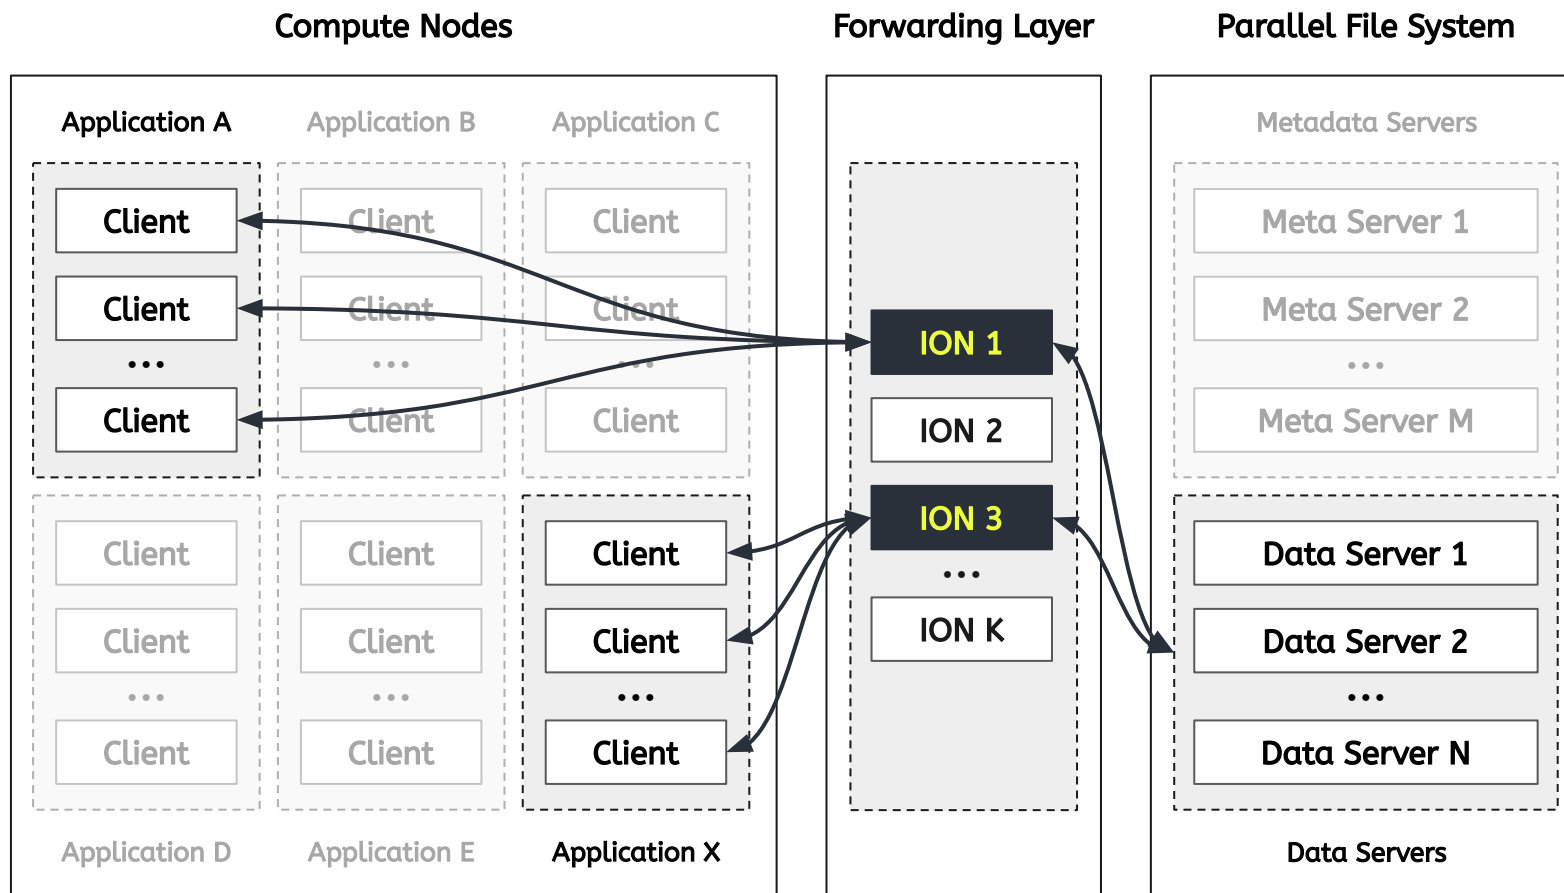 Compute Nodes
Forwarding Layer
Parallel File System
Application A
Application B
Application C
Client
Client
Client
Client
Client
Client
...
...
...
Client
Client
Client
Client
Client
Client
Client
Client
Client
...
...
...
Client
Client
Client
Application D
Application E
Application X
ION 1
ION 2
ION 3
...
ION K
Metadata Servers
Meta Server 1
Meta Server 2
...
Meta Server M
Data Server 1
Data Server 2
...
Data Server N
Data Servers